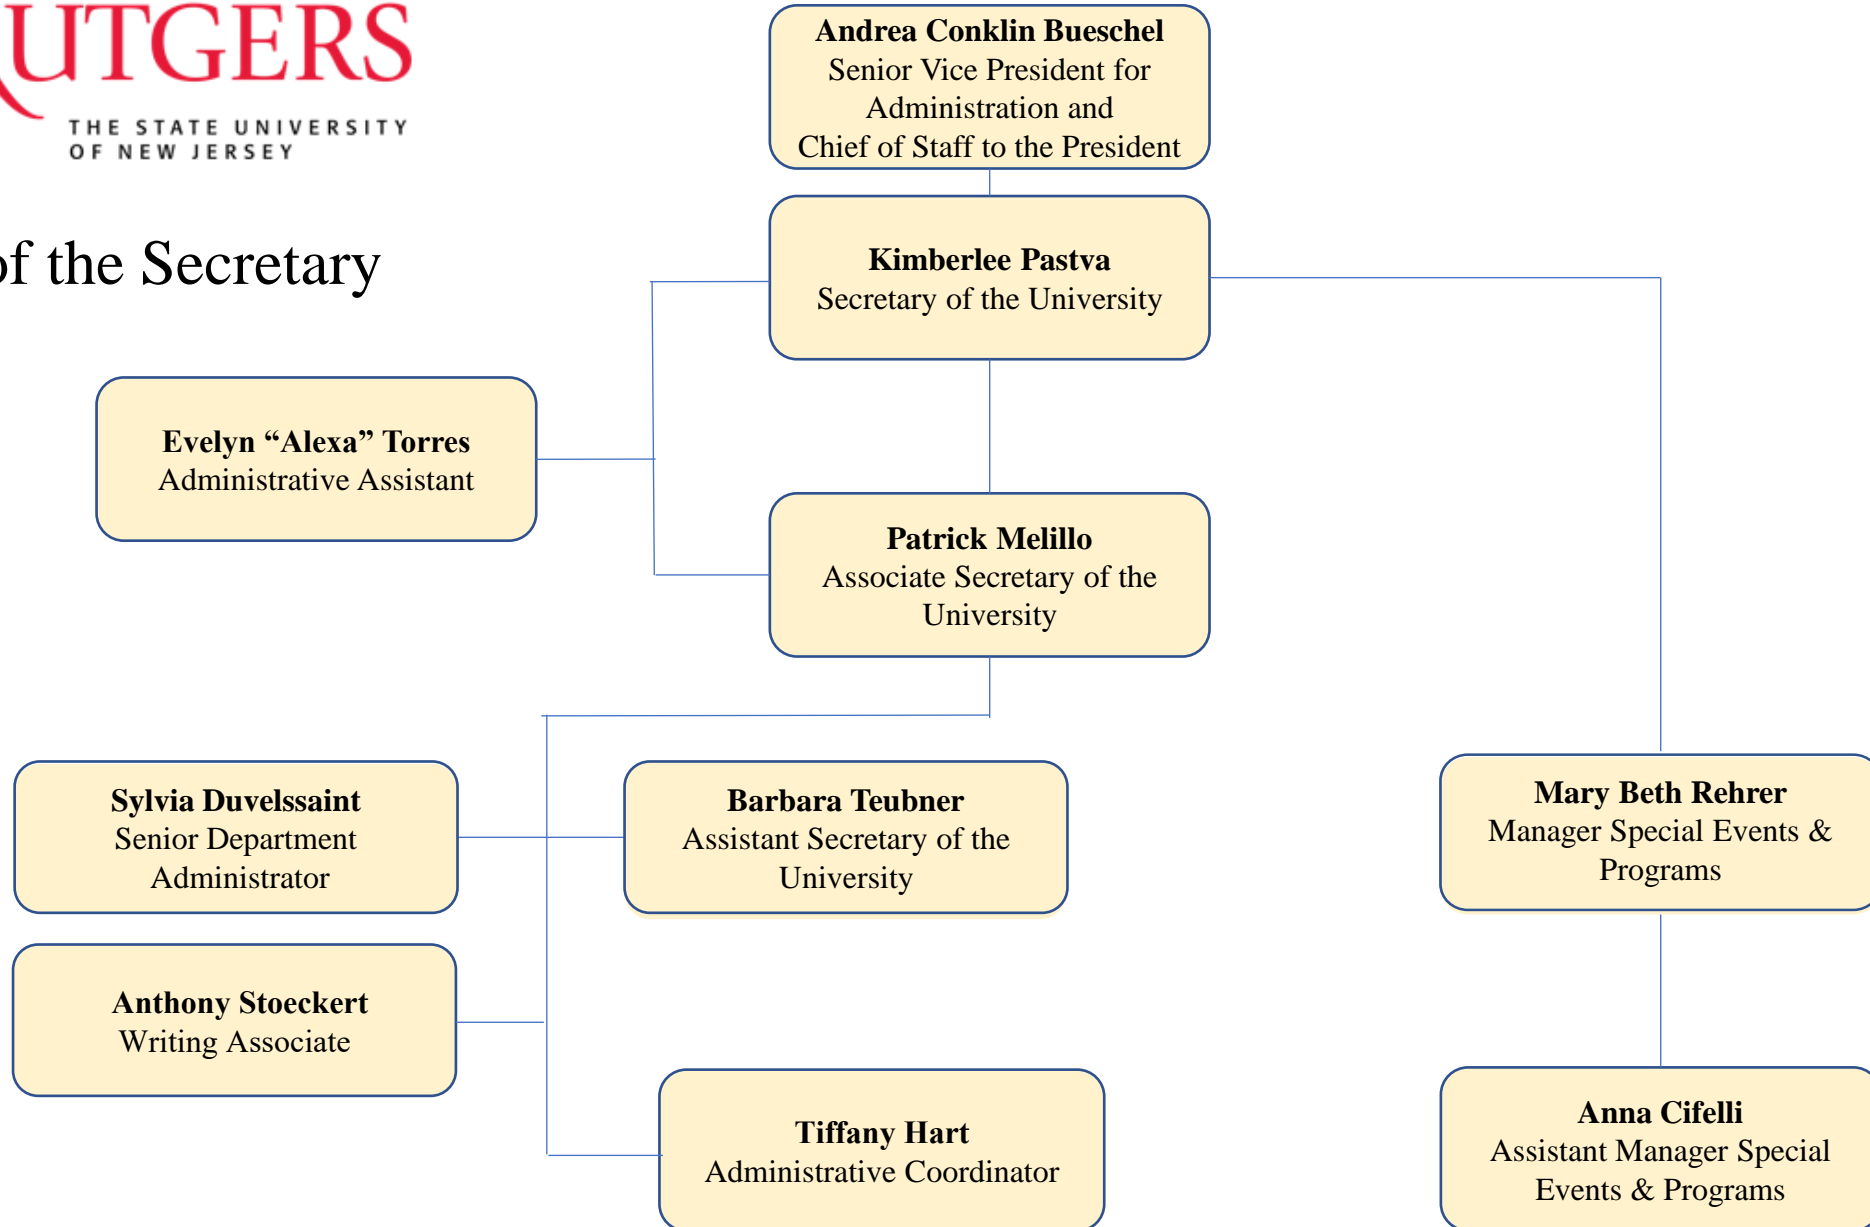 UTGERS
THE STATE UNIVERSITY
OF NEW JERSEY
of the Secretary
Andrea Conklin Bueschel
Senior Vice President for
Administration and
Chief of Staff to the President
Kimberlee Pastva
Secretary of the University
Evelyn “Alexa” Torres
Administrative Assistant
Patrick Melillo
Associate Secretary of the
University
Sylvia Duvelssaint
Senior Department
Administrator
Barbara Teubner
Assistant Secretary of the
University
Mary Beth Rehrer
Manager Special Events &
Programs
Anthony Stoeckert
Writing Associate
Tiffany Hart
Administrative Coordinator
Anna Cifelli
Assistant Manager Special
Events & Programs